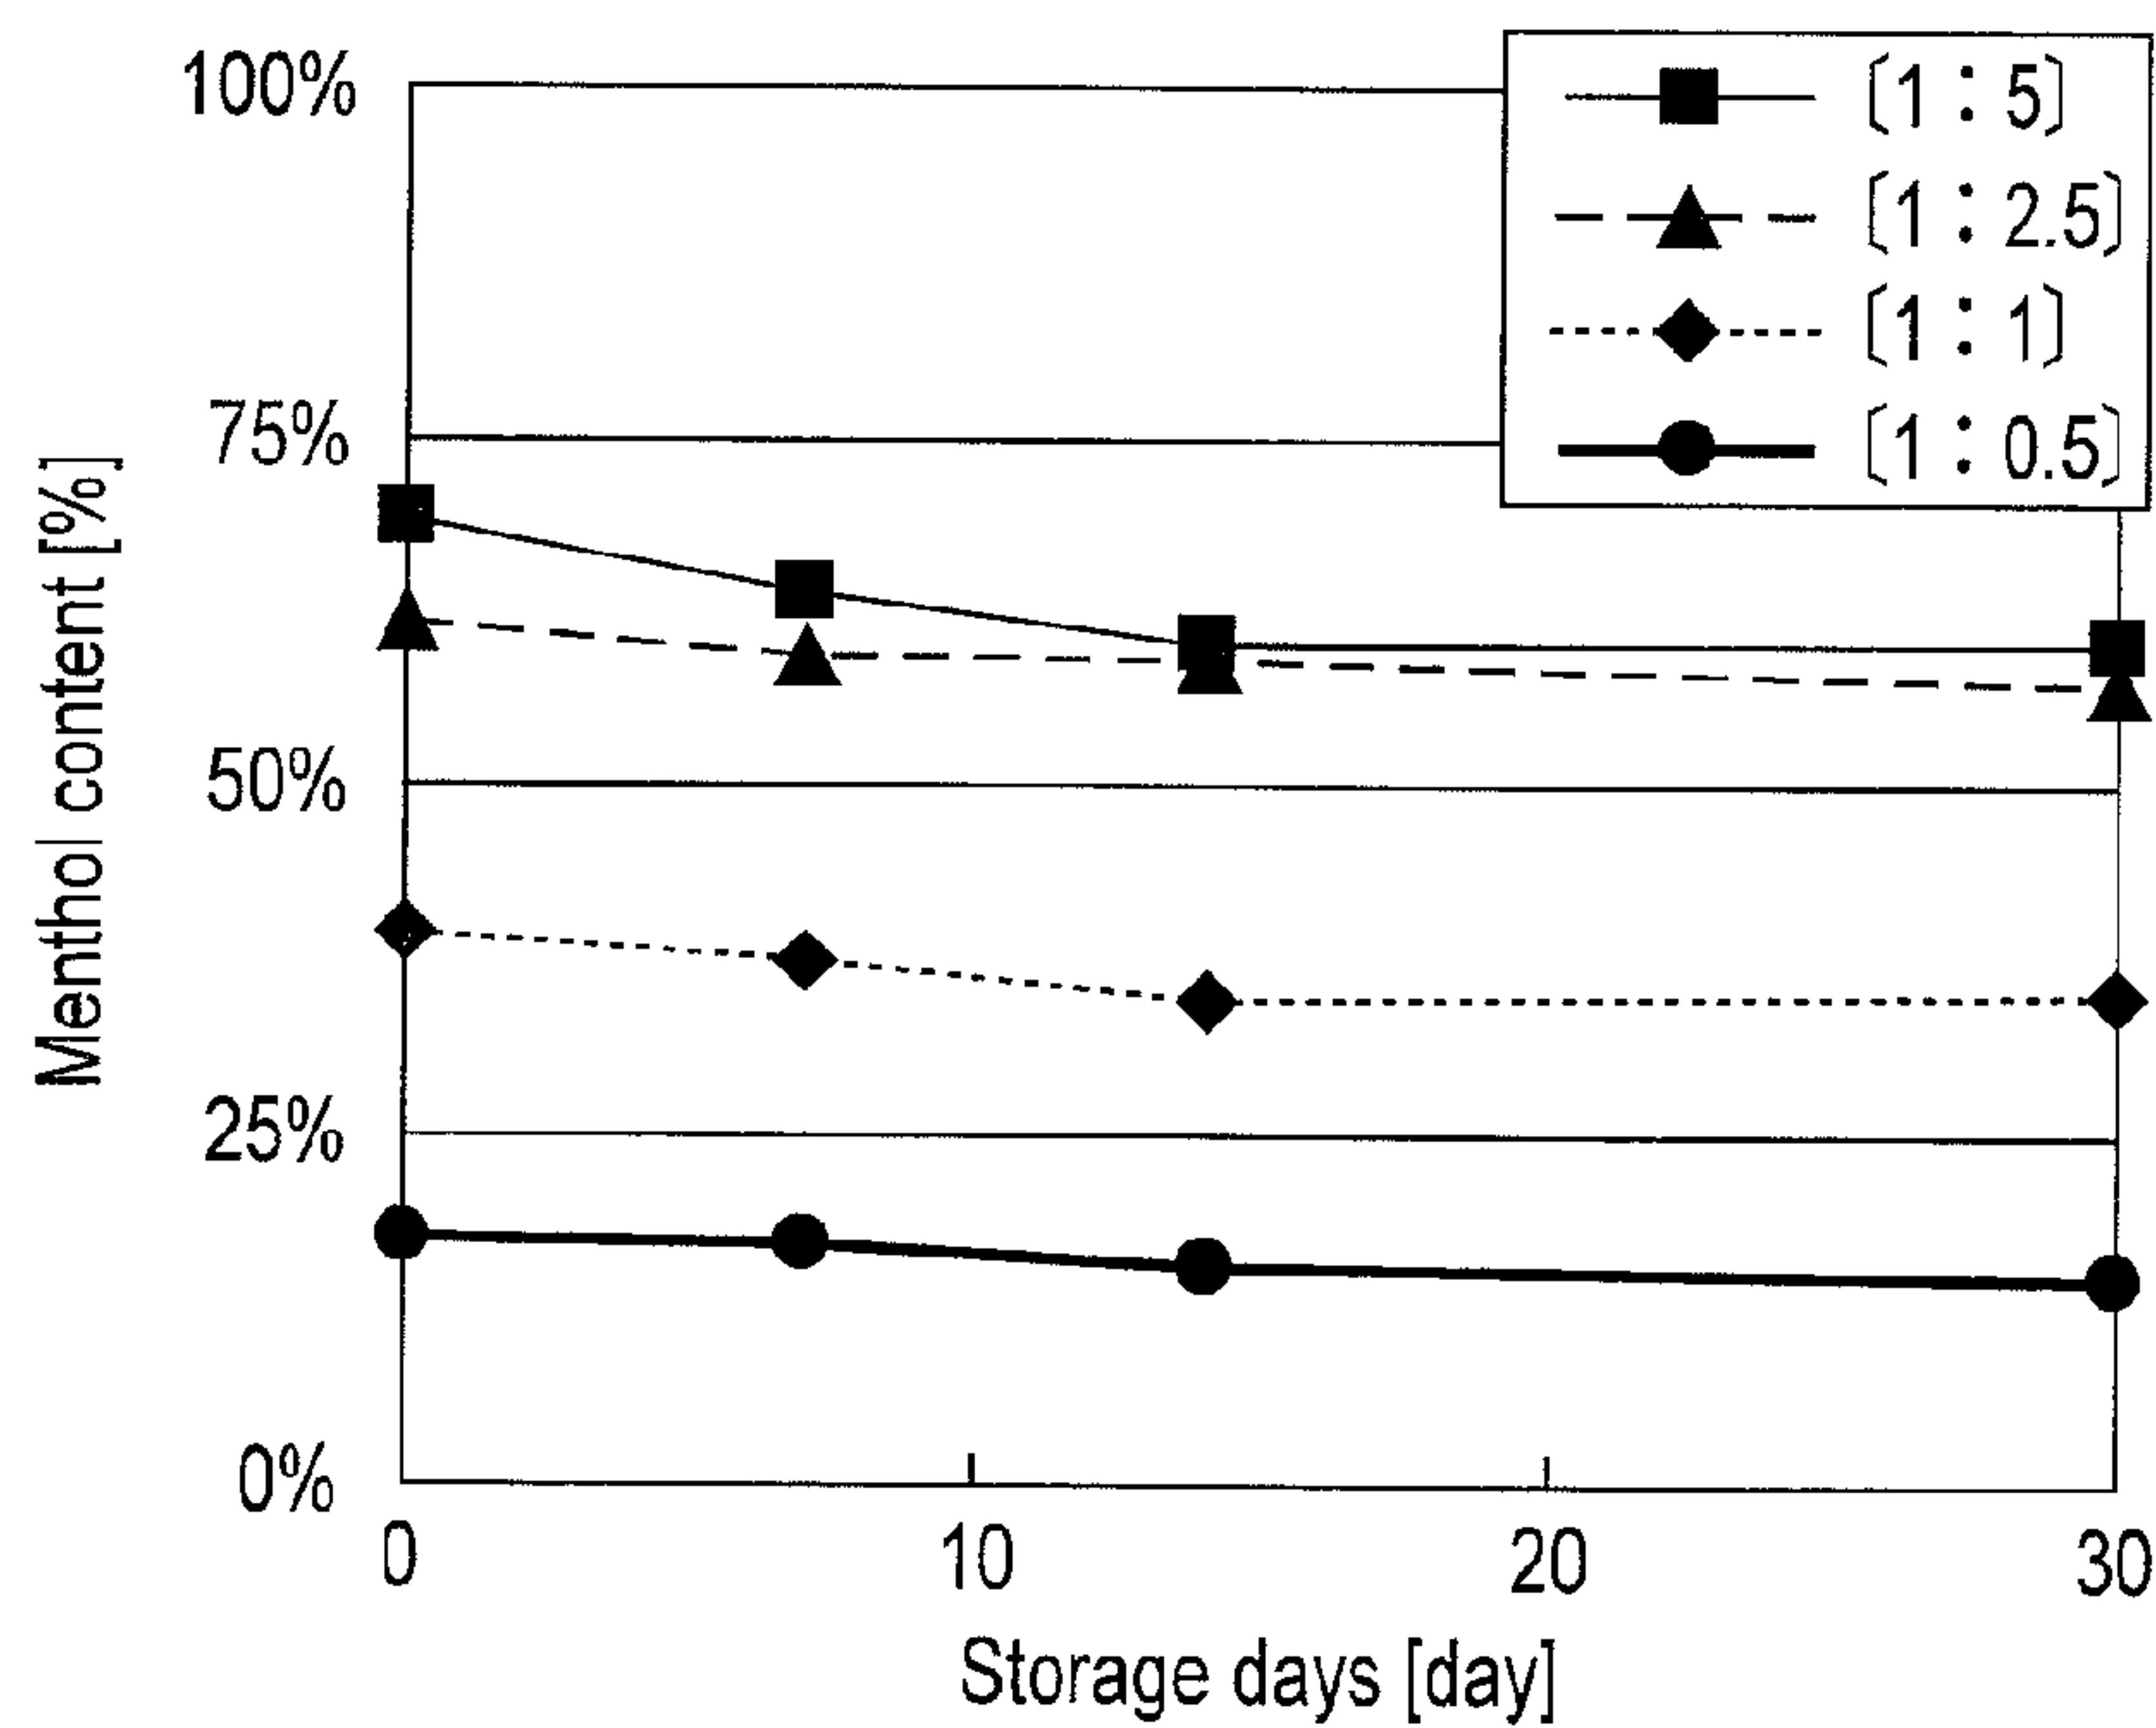 100%
75%
50%
25%
0%
Menthol content [%]
0
10
20
30
Storage days [day]
〔1 : 5〕
〔1 : 2.5〕
〔1 : 1〕
〔1 : 0.5〕